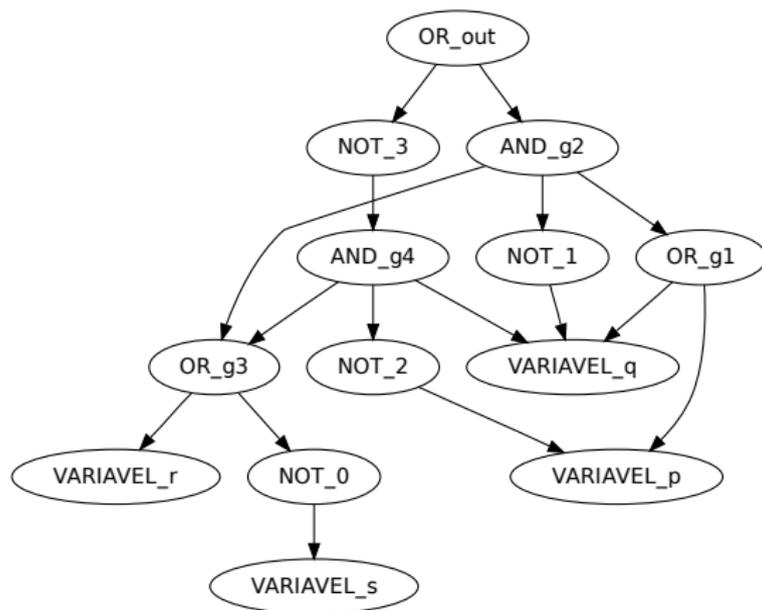 OR_out
NOT_3
AND_g2
AND_g4
NOT_1
OR_g1
OR_g3
NOT_2
VARIAVEL_q
VARIAVEL_r
NOT_0
VARIAVEL_p
VARIAVEL_s